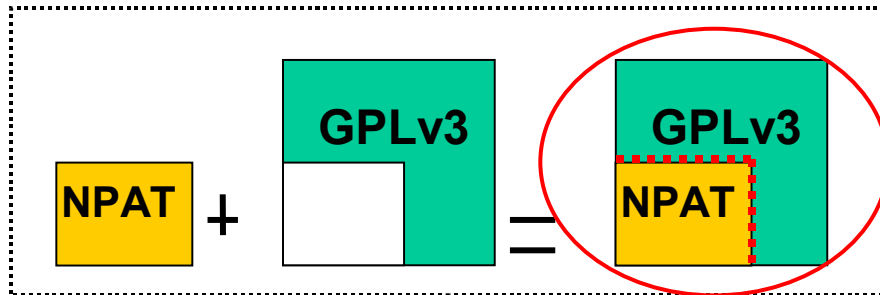 GPLv3
GPLv3
NPAT
+
=
NPAT